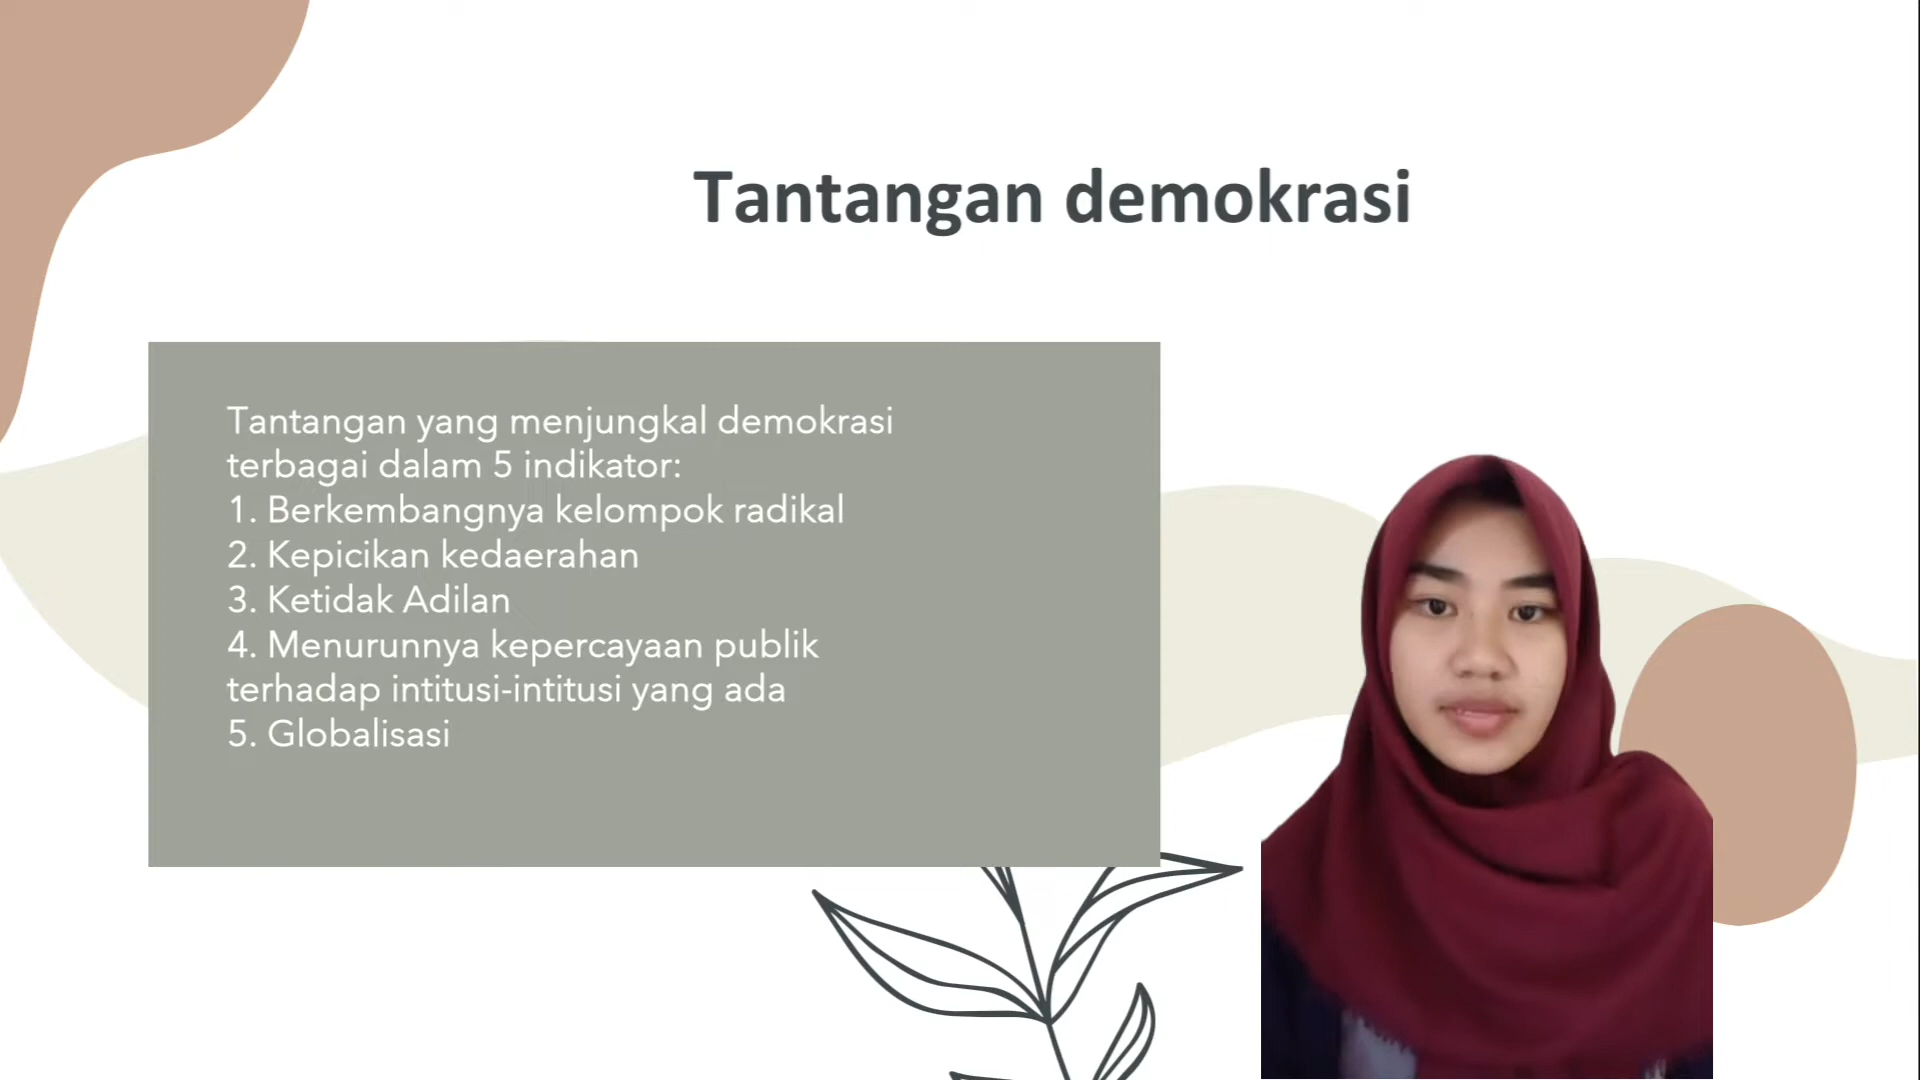 Tantangan demokrasi
Tantangan yang menjungkal demokrasi
terbagai dalam 5 indikator:
1. Berkembangnya kelompok radikal
2. Kepicikan kedaerahan
3. Ketidak Adilan
4. Menurunnya kepercayaan publik
terhadap intitusi-intitusi yang ada
5. Globalisasi